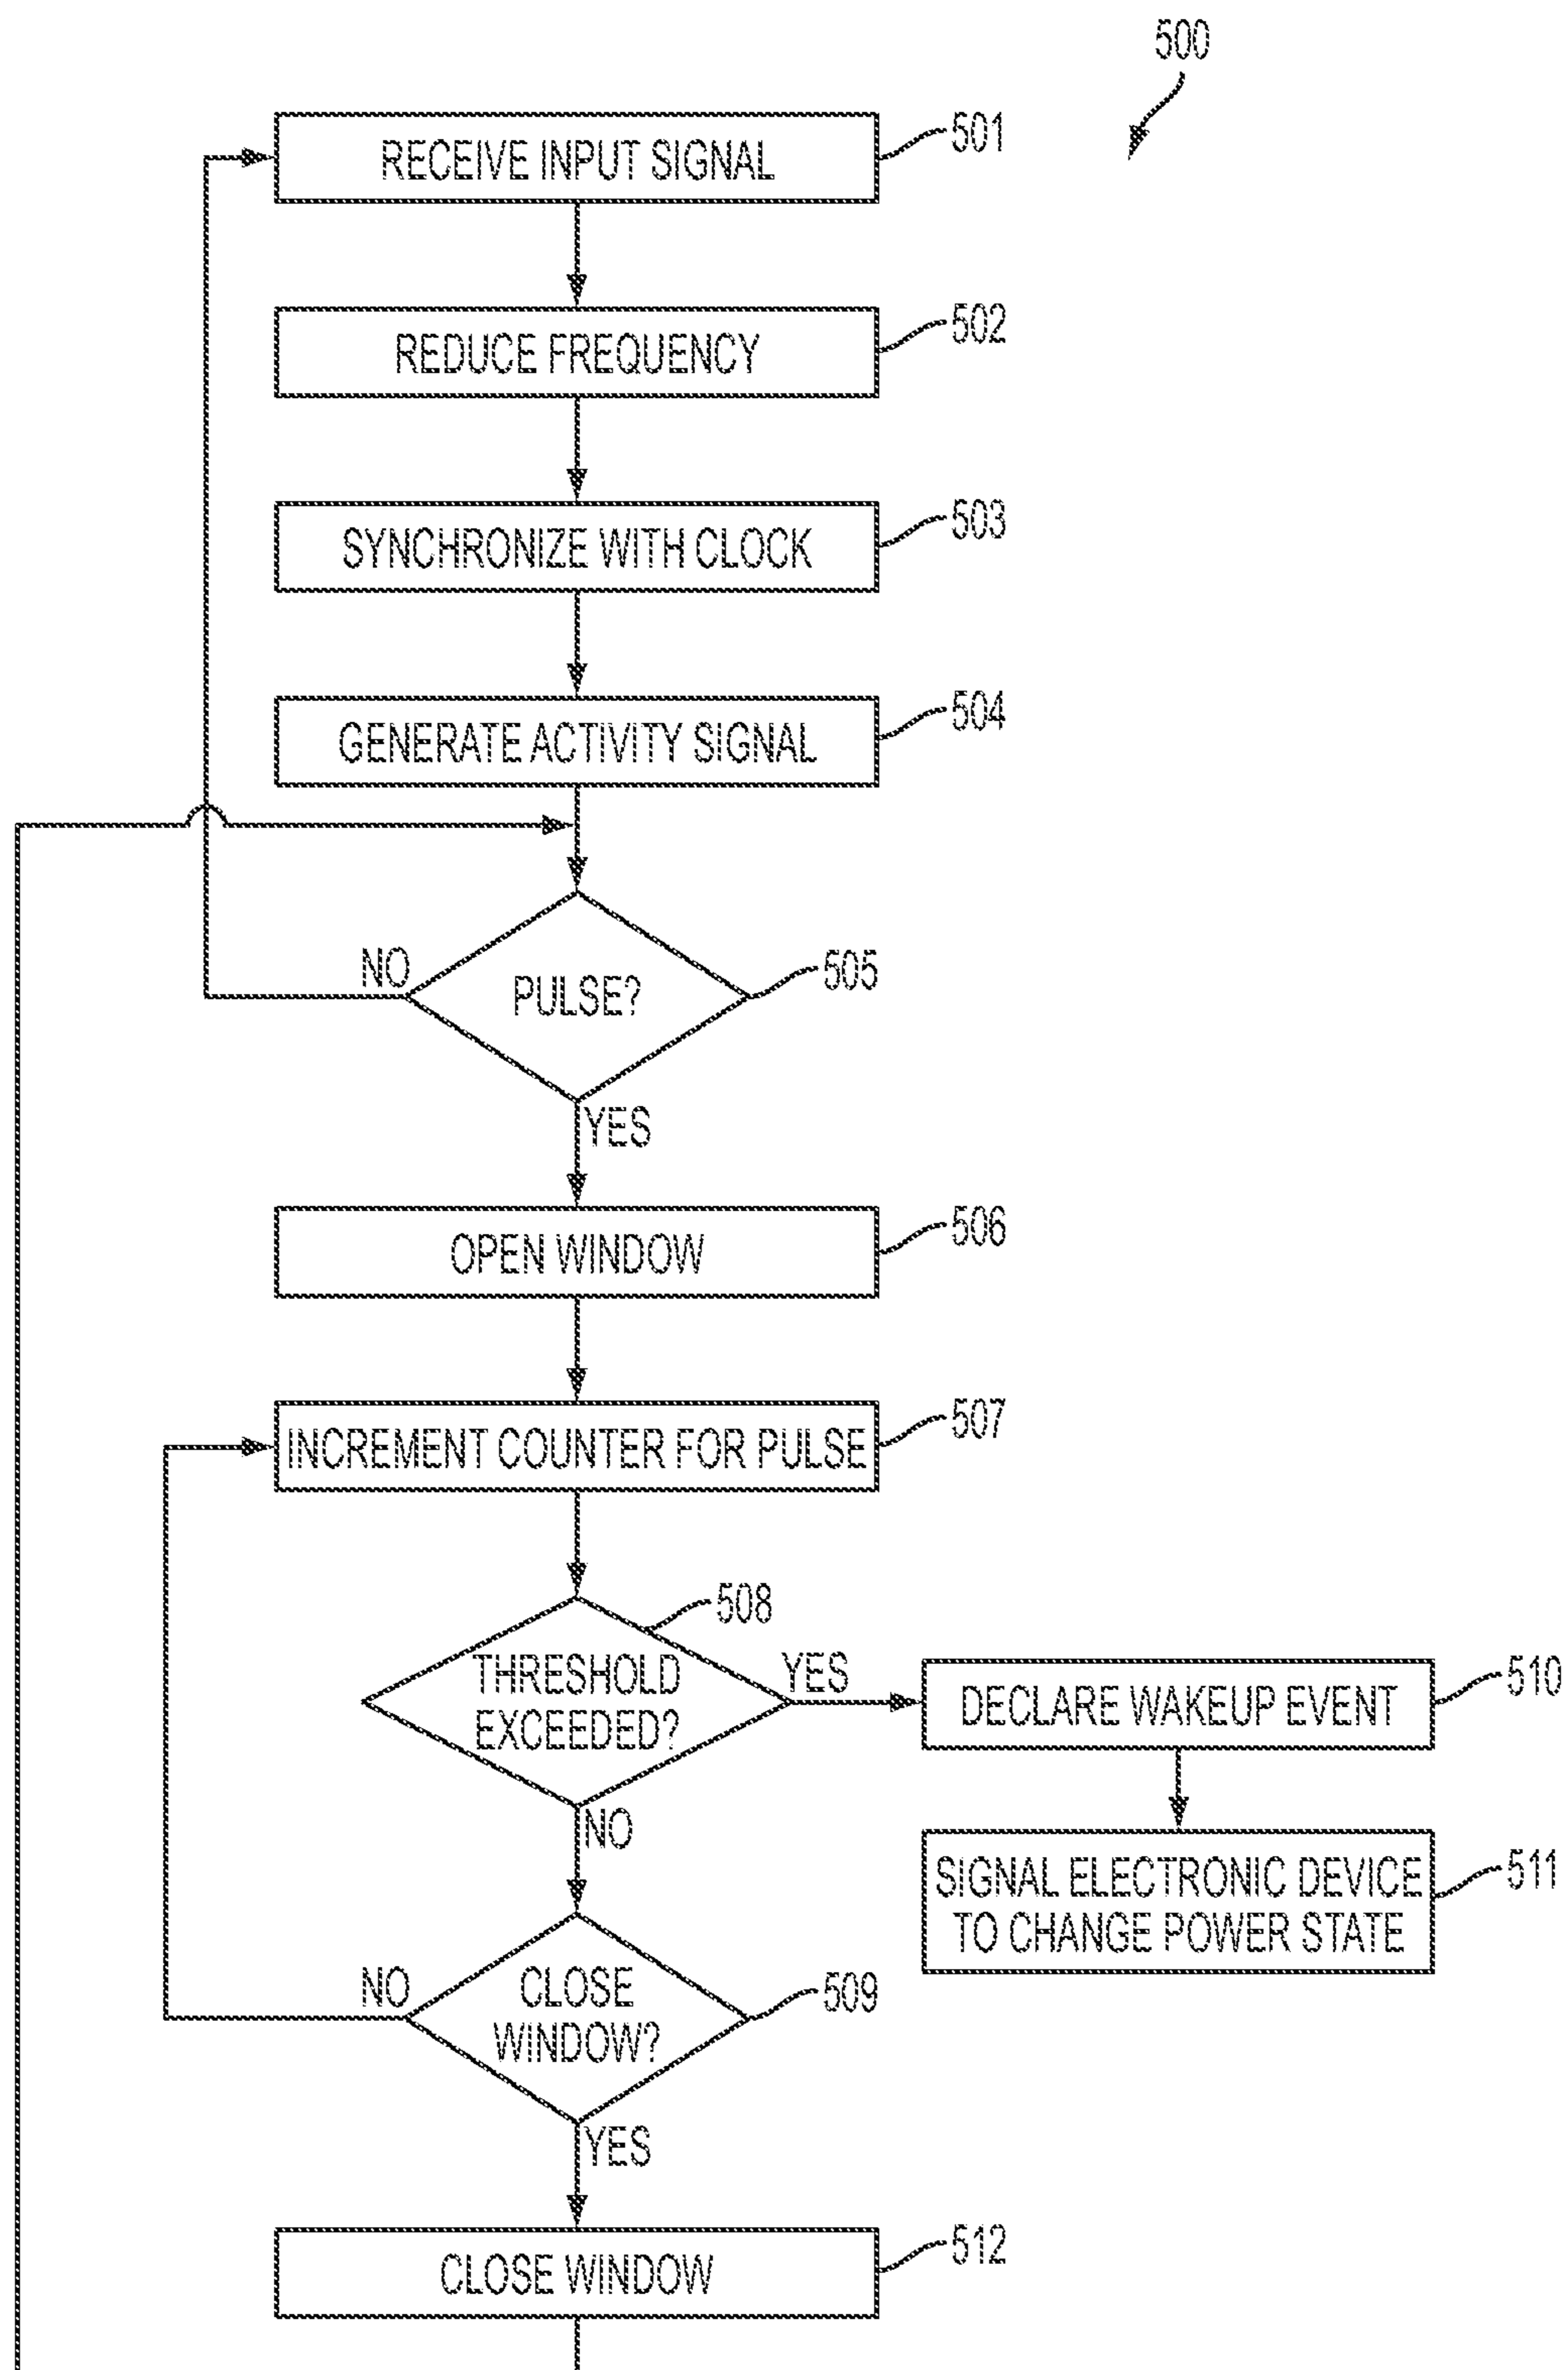 500
RECEIVE INPUT SIGNAL
501
REDUCE FREQUENCY
502
SYNCHRONIZE WITH CLOCK
503
GENERATE ACTIVITY SIGNAL
504
NO
PULSE?
505
YES
OPEN WINDOW
506
INCREMENT COUNTER FOR PULSE
507
508
THRESHOLD
EXCEEDED?
YES
DECLARE WAKEUP EVENT
510
NO
SIGNAL ELECTRONIC DEVICE
TO CHANGE POWER STATE
511
NO
CLOSE
WINDOW?
509
YES
CLOSE WINDOW
512